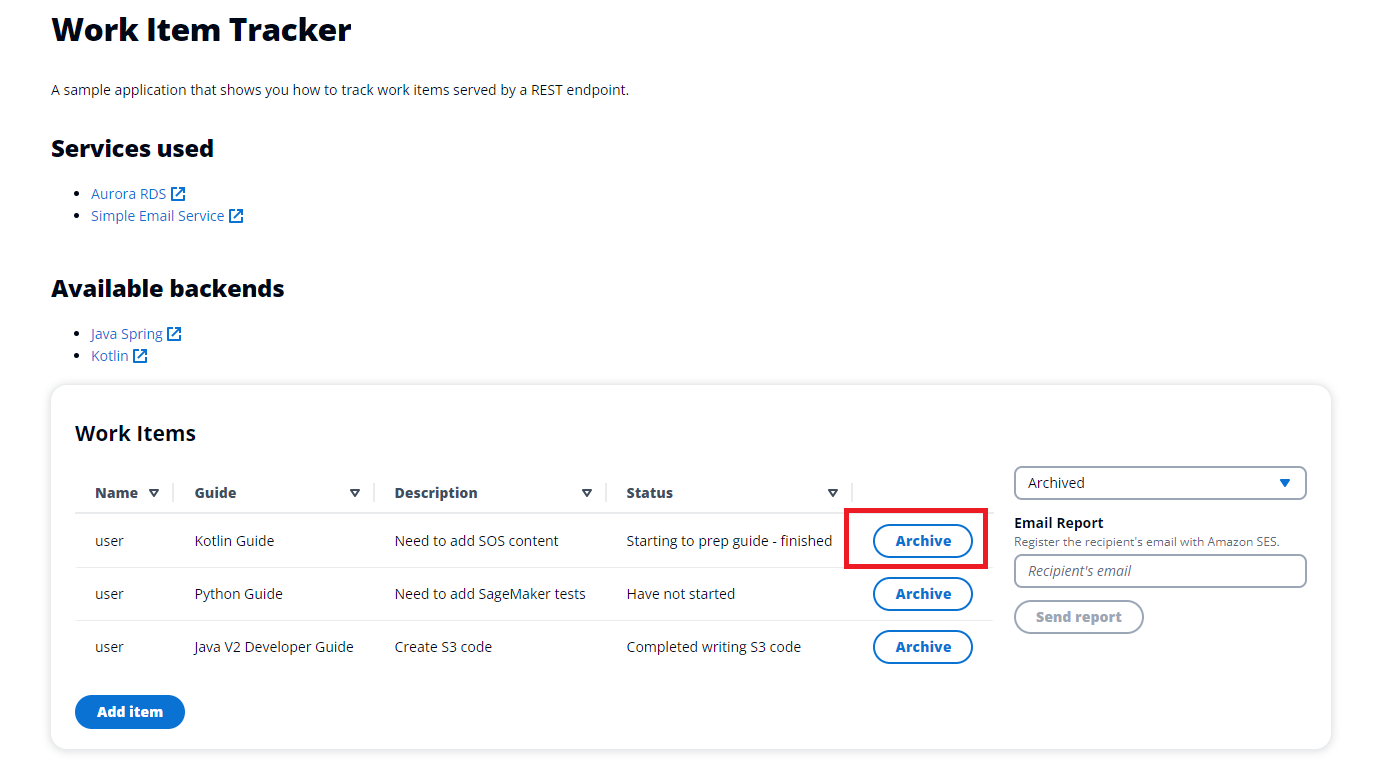 Work Item Tracker
A sample application that shows you how to track work items served by a REST endpoint.
Services used
Aurora RDS
Simple Email Service
Available backends
Java Spring
Kotlin
Work Items
Name Guide Description Status
user Kotlin Guide Need to add SOS content Starting to prep guide - finished Archive
user Python Guide Need to add SageMaker tests Have not started Archive
user Java V2 Developer Guide Create S3 code Completed writing S3 code Archive
Add item
Archived
Email Report
Register the recipient's email with Amazon SES.
Recipient's email
Send report